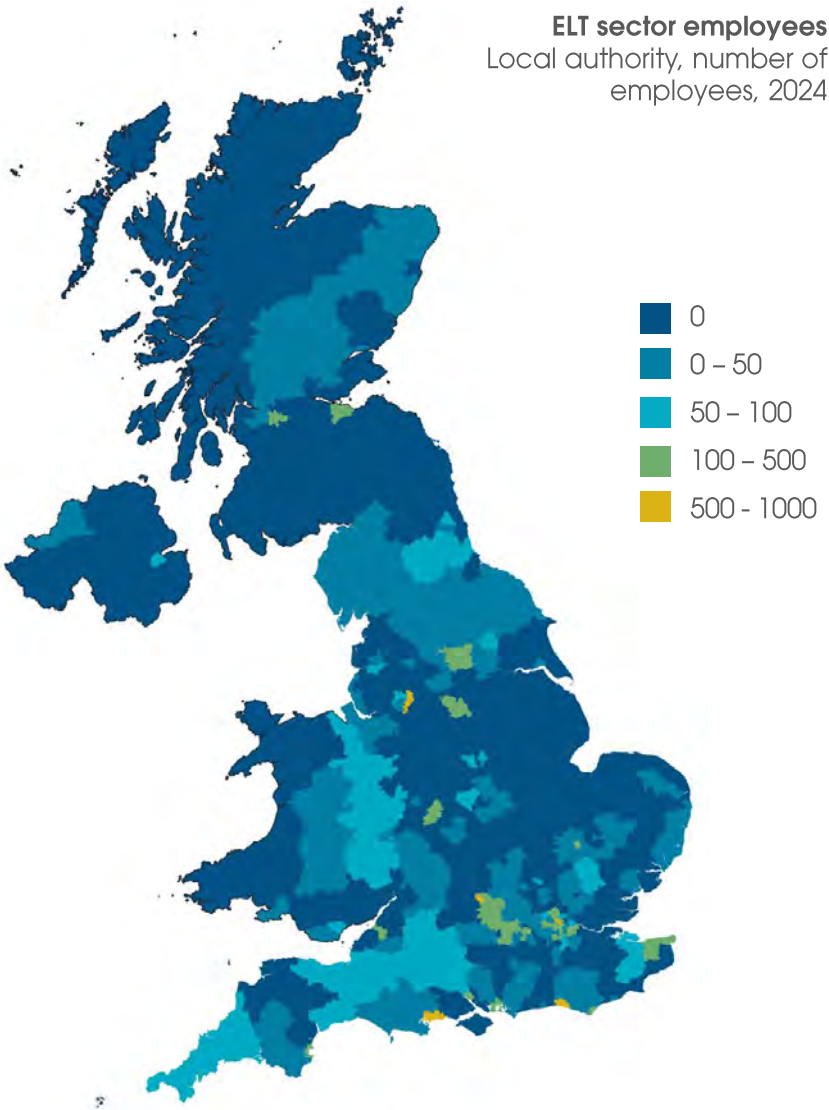 ELT sector employees
Local authority, number of
employees, 2024
0
0 – 50
50 – 100
100 – 500
500 - 1000